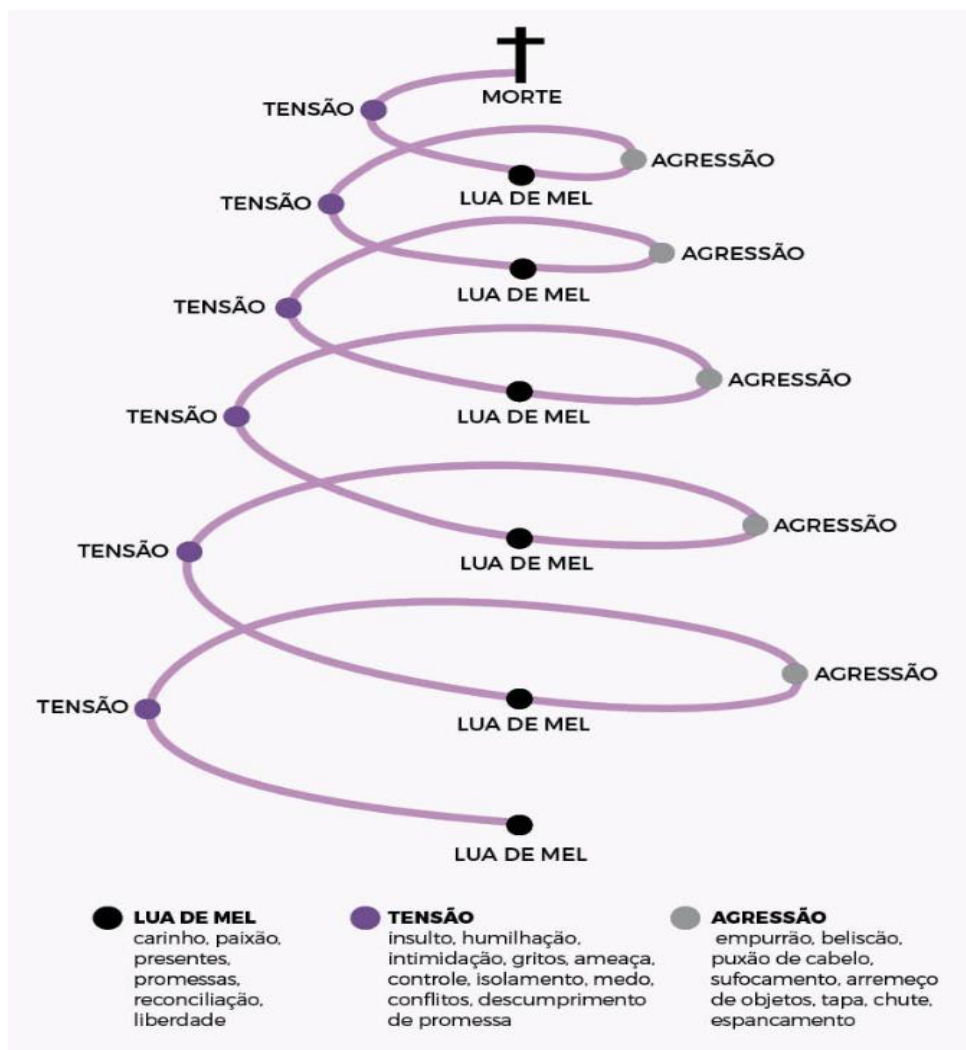 MORTE
TENSÃO
AGRESSÃO
LUA DE MEL
TENSÃO
AGRESSÃO
LUA DE MEL
TENSÃO
AGRESSÃO
LUA DE MEL
TENSÃO
AGRESSÃO
LUA DE MEL
TENSÃO
AGRESSÃO
LUA DE MEL
TENSÃO
LUA DE MEL
LUA DE MEL
carinho, paixão,
presentes,
promessas,
reconciliação,
liberdade
TENSÃO
insulto, humilhação,
intimidação, gritos, ameaça,
controle, isolamento, medo,
conflitos, descumprimento
de promessa
AGRESSÃO
empurrão, beliscão,
puxão de cabelo,
sufocamento, arremeço
de objetos, tapa, chute,
espancamento